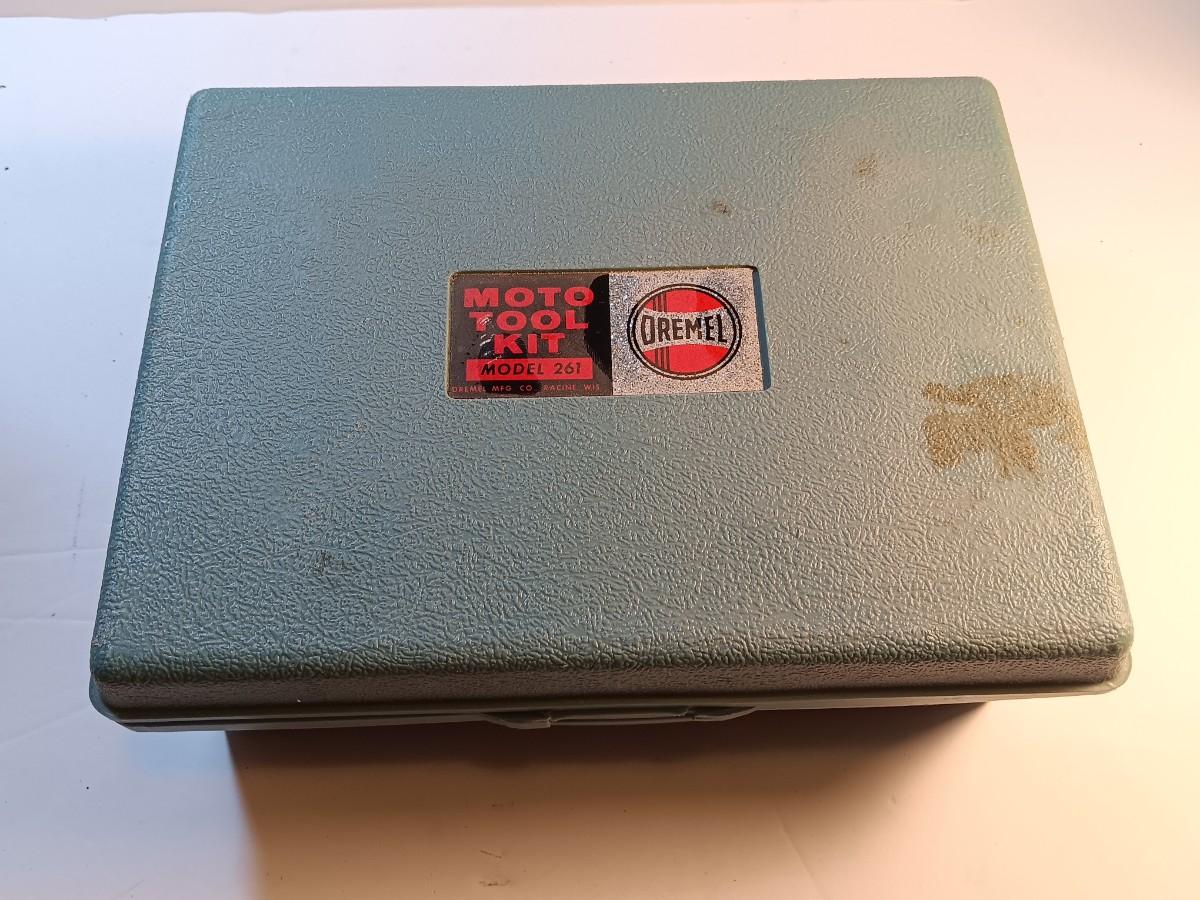 MOTO
TOOL
KIT
MODEL 261
DREMEL MFG CO RACINE WIS
DREMEL